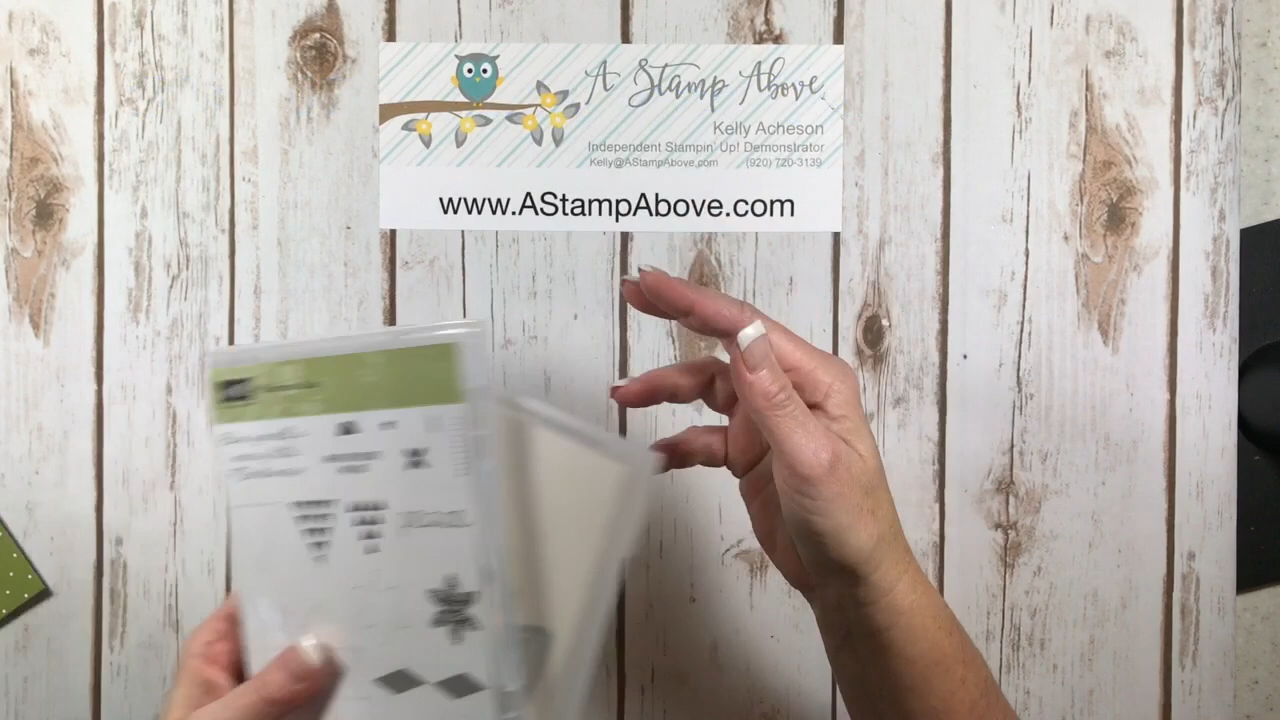 A Stamp Above
Kelly Acheson
Independent Stampin' Up! Demonstrator
Kelly@AStampAbove.com (920) 720-3139
www.AStampAbove.com